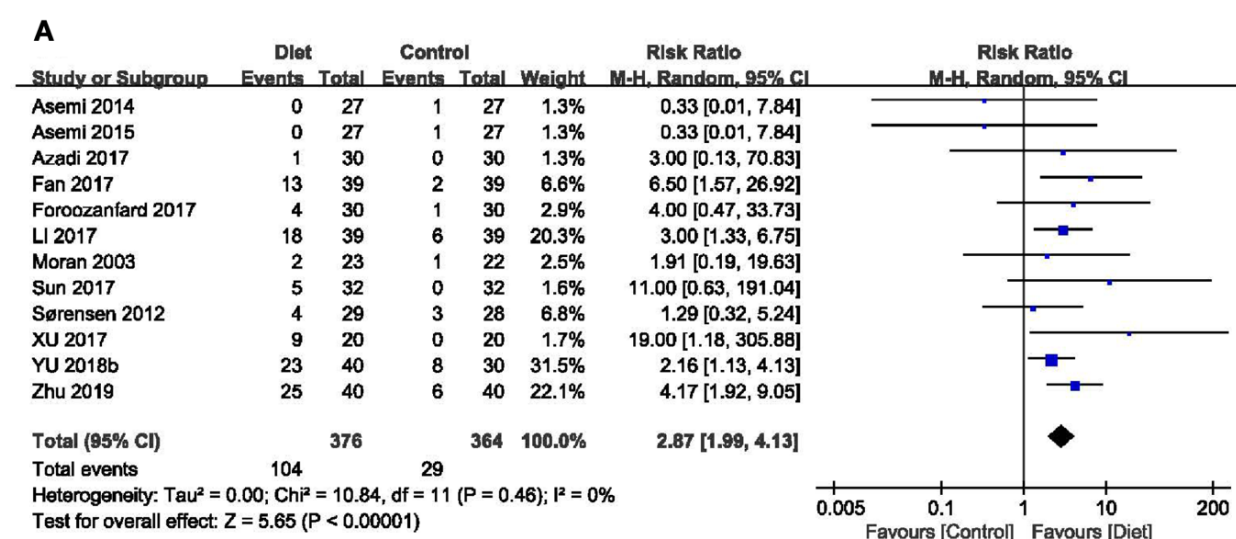 A
Diet Control Risk Ratio Risk Ratio
Study or Subgroup Events Total Events Total Weight M-H, Random, 95% CI M-H, Random, 95% CI
Asemi 2014 0 27 1 27 1.3% 0.33 [0.01, 7.84]
Asemi 2015 0 27 1 27 1.3% 0.33 [0.01, 7.84]
Azadi 2017 1 30 0 30 1.3% 3.00 [0.13, 70.83]
Fan 2017 13 39 2 39 6.6% 6.50 [1.57, 26.92]
Foroozanfard 2017 4 30 1 30 2.9% 4.00 [0.47, 33.73]
LI 2017 18 39 6 39 20.3% 3.00 [1.33, 6.75]
Moran 2003 2 23 1 22 2.5% 1.91 [0.19, 19.63]
Sun 2017 5 32 0 32 1.6% 11.00 [0.63, 191.04]
Sørensen 2012 4 29 3 28 6.8% 1.29 [0.32, 5.24]
XU 2017 9 20 0 20 1.7% 19.00 [1.18, 305.88]
YU 2018b 23 40 8 30 31.5% 2.16 [1.13, 4.13]
Zhu 2019 25 40 6 40 22.1% 4.17 [1.92, 9.05]
Total (95% CI) 376 364 100.0% 2.87 [1.99, 4.13]
Total events 104 29
Heterogeneity: Tau² = 0.00; Chi² = 10.84, df = 11 (P = 0.46); I² = 0%
Test for overall effect: Z = 5.65 (P < 0.00001)
0.005 0.1 1 10 200
Favours [Control] Favours [Diet]